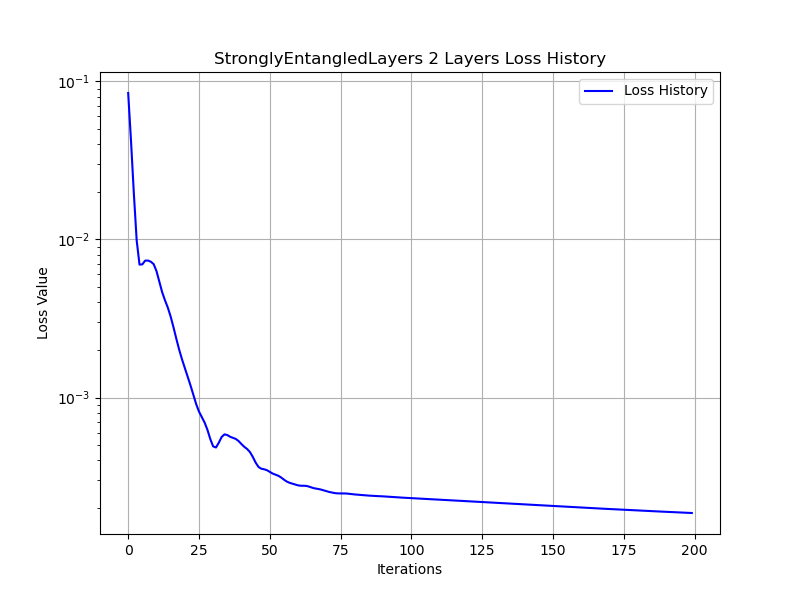 StronglyEntangledLayers 2 Layers Loss History
Loss History
Loss Value
10⁻¹
10⁻²
10⁻³
0 25 50 75 100 125 150 175 200
Iterations